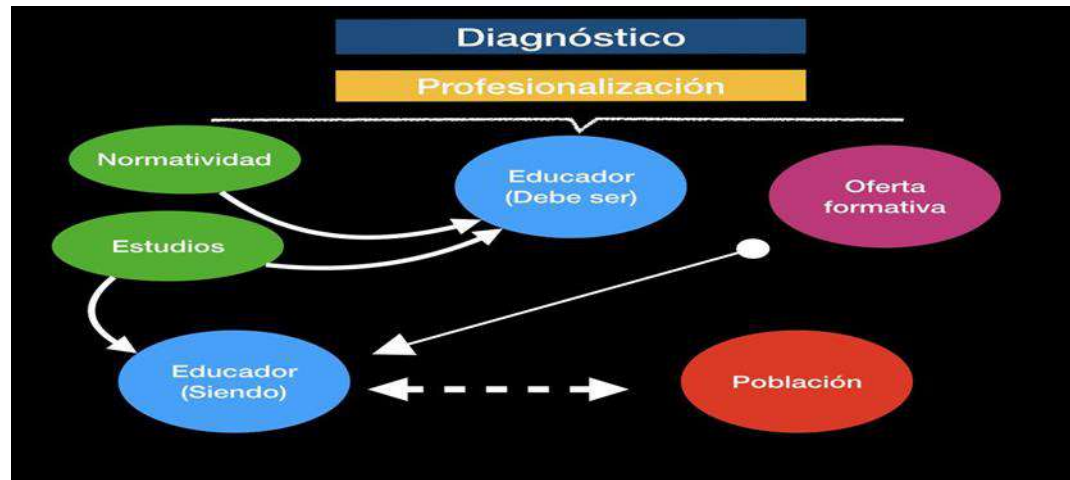 Diagnóstico
Profesionalización
Normatividad
Educador
(Debe ser)
Oferta
formativa
Estudios
Educador
(Siendo)
Población